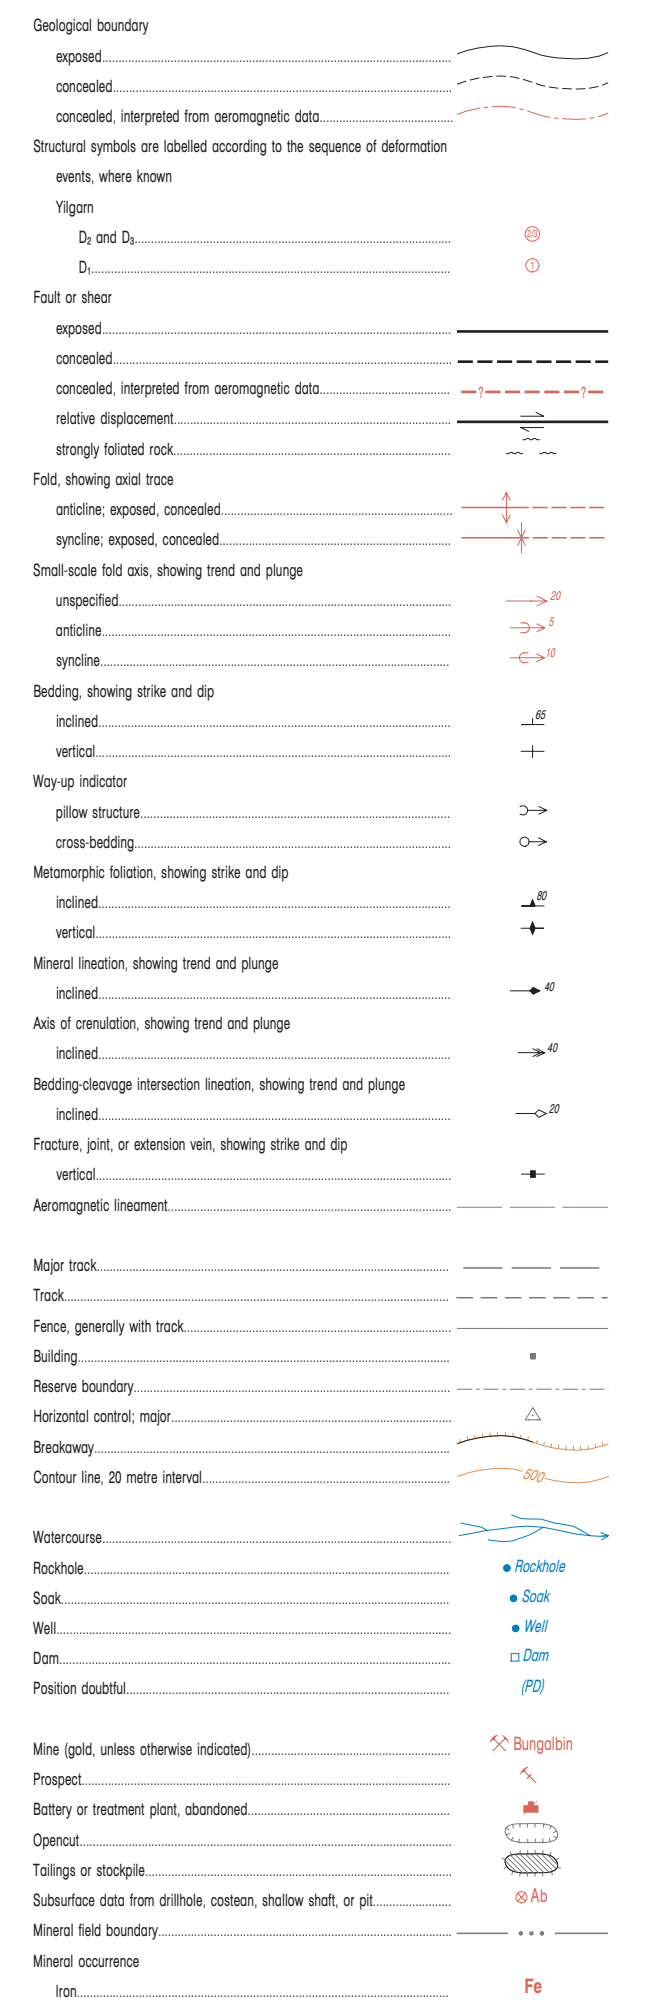 Geological boundary
exposed
concealed
concealed, interpreted from aeromagnetic data
Structural symbols are labelled according to the sequence of deformation
events, where known
Yilgarn
D₂ and D₃ 2/3
D₁ 1
Fault or shear
exposed
concealed
concealed, interpreted from aeromagnetic data ? ?
relative displacement
strongly foliated rock
Fold, showing axial trace
anticline; exposed, concealed
syncline; exposed, concealed
Small-scale fold axis, showing trend and plunge
unspecified 20
anticline 5
syncline 10
Bedding, showing strike and dip
inclined 65
vertical
Way-up indicator
pillow structure
cross-bedding
Metamorphic foliation, showing strike and dip
inclined 80
vertical
Mineral lineation, showing trend and plunge
inclined 40
Axis of crenulation, showing trend and plunge
inclined 40
Bedding-cleavage intersection lineation, showing trend and plunge
inclined 20
Fracture, joint, or extension vein, showing strike and dip
vertical
Aeromagnetic lineament
Major track
Track
Fence, generally with track
Building
Reserve boundary
Horizontal control; major
Breakaway
Contour line, 20 metre interval 500
Watercourse
Rockhole Rockhole
Soak Soak
Well Well
Dam Dam
Position doubtful (PD)
Mine (gold, unless otherwise indicated) Bungalbin
Prospect
Battery or treatment plant, abandoned
Opencut
Tailings or stockpile
Subsurface data from drillhole, costean, shallow shaft, or pit Ab
Mineral field boundary
Mineral occurrence
Iron Fe